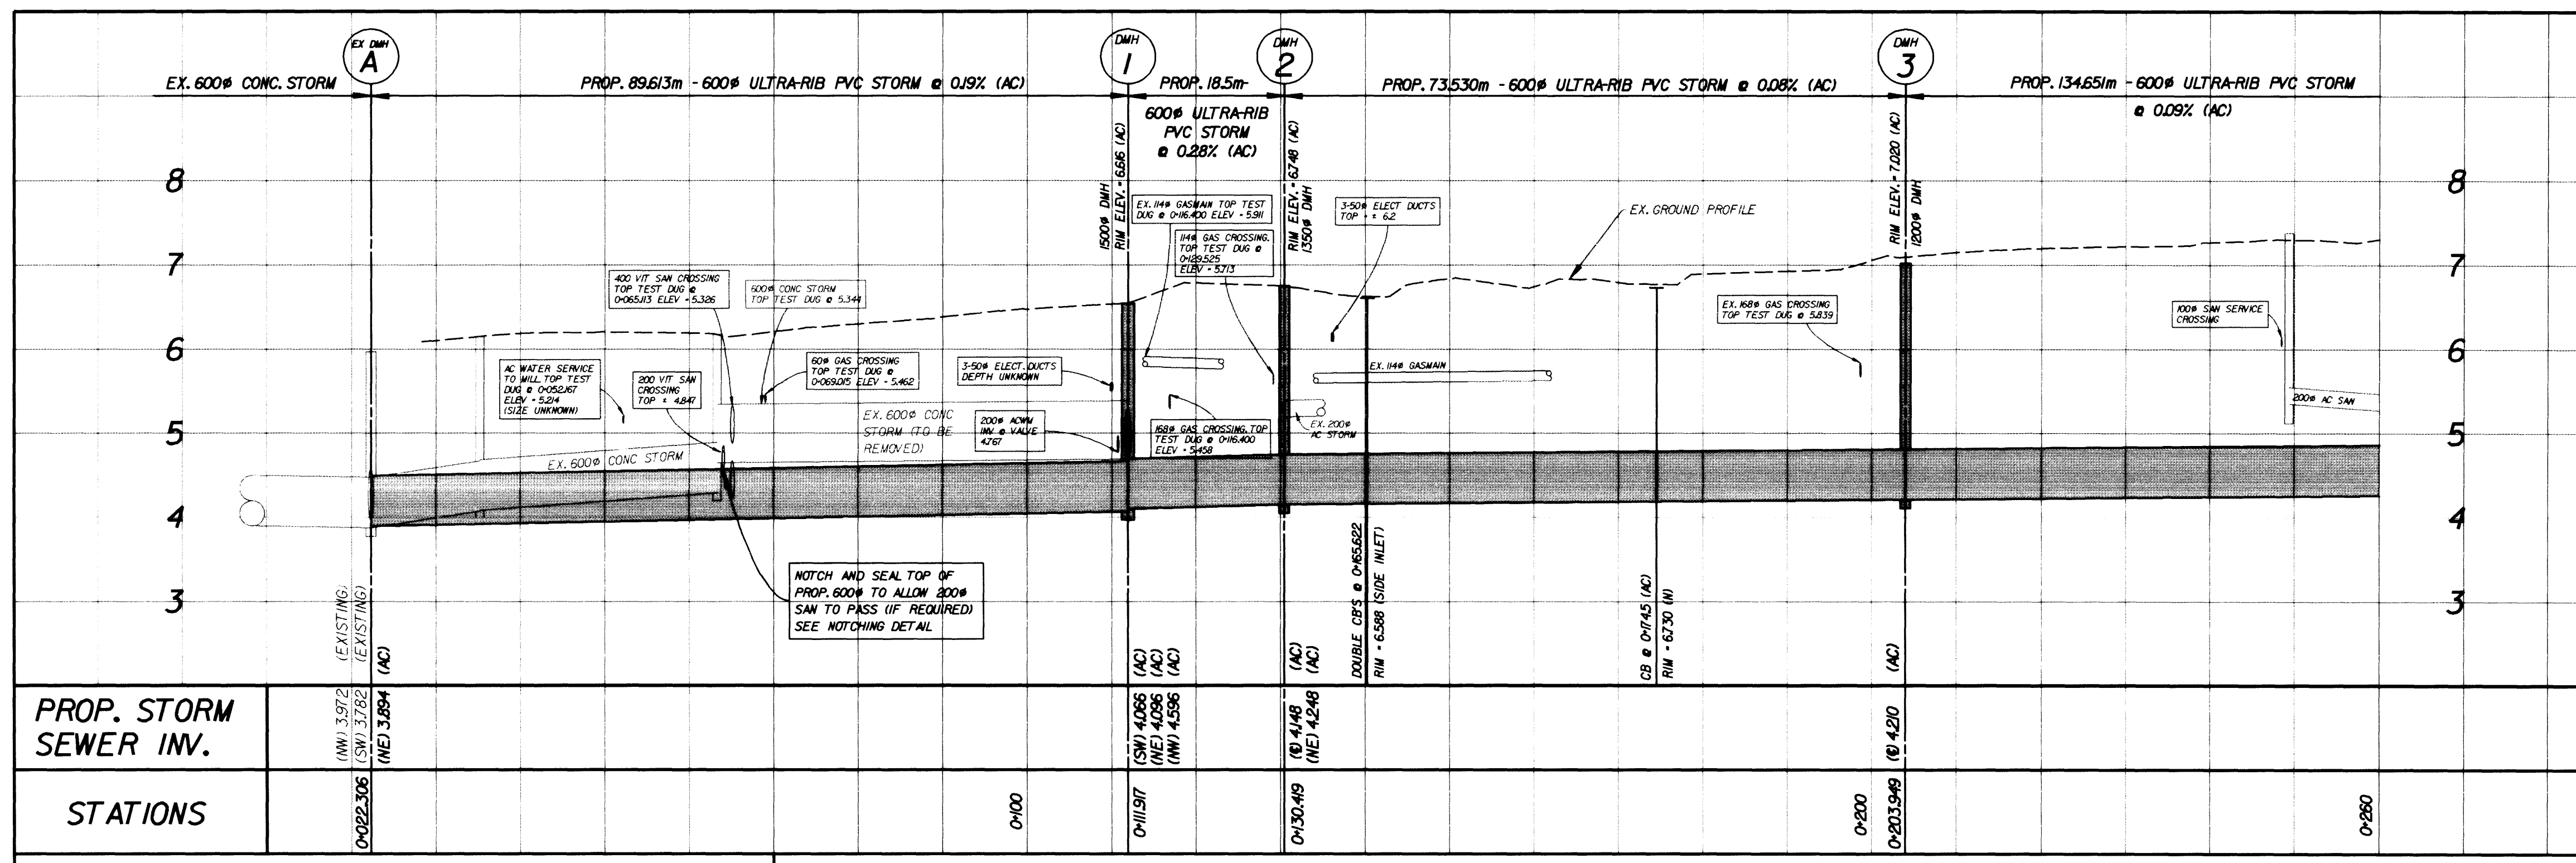 EX DMH
A
DMH
1
DMH
2
DMH
3
EX. 600ø CONC. STORM
PROP. 89.613m - 600ø ULTRA-RIB PVC STORM @ 0.19% (AC)
PROP. 18.5m-
600ø ULTRA-RIB
PVC STORM
@ 0.28% (AC)
PROP. 73.530m - 600ø ULTRA-RIB PVC STORM @ 0.08% (AC)
PROP. 134.651m - 600ø ULTRA-RIB PVC STORM
@ 0.09% (AC)
1500ø DMH
RIM ELEV. = 6.616 (AC)
RIM ELEV. = 6.748 (AC)
1350ø DMH
RIM ELEV. = 7.020 (AC)
1200ø DMH
8
7
6
5
4
3
8
7
6
5
4
3
400 VIT SAN CROSSING
TOP TEST DUG @
0+065.113 ELEV = 5.326
600ø CONC STORM
TOP TEST DUG @ 5.344
AC WATER SERVICE
TO MILL TOP TEST
DUG @ 0+052.167
ELEV = 5.214
(SIZE UNKNOWN)
200 VIT SAN
CROSSING
TOP ± 4.847
60ø GAS CROSSING
TOP TEST DUG @
0+069.015 ELEV = 5.462
3-50ø ELECT. DUCTS
DEPTH UNKNOWN
EX. 600ø CONC
STORM (TO BE
REMOVED)
200ø ACWM
INV @ VALVE
4.767
EX. 600ø CONC STORM
EX. 114ø GASMAIN TOP TEST
DUG @ 0+116.400 ELEV = 5.911
114ø GAS CROSSING.
TOP TEST DUG @
0+129.525
ELEV = 5.713
168ø GAS CROSSING. TOP
TEST DUG @ 0+116.400
ELEV = 5.458
3-50ø ELECT DUCTS
TOP = ± 6.2
EX. GROUND PROFILE
EX. 114ø GASMAIN
EX. 200ø
AC STORM
EX. 168ø GAS CROSSING
TOP TEST DUG @ 5.839
100ø SAN SERVICE
CROSSING
200ø AC SAN
NOTCH AND SEAL TOP OF
PROP. 600ø TO ALLOW 200ø
SAN TO PASS (IF REQUIRED)
SEE NOTCHING DETAIL
DOUBLE CB'S @ 0+165.622
RIM = 6.588 (SIDE INLET)
CB @ 0+174.5 (AC)
RIM = 6.730 (N)
PROP. STORM
SEWER INV.
(NW) 3.972 (EXISTING)
(SW) 3.782 (EXISTING)
(NE) 3.894 (AC)
(SW) 4.066 (AC)
(NE) 4.096 (AC)
(NW) 4.596 (AC)
(℄) 4.148 (AC)
(NE) 4.248 (AC)
(℄) 4.210 (AC)
STATIONS
0+022.306
0+100
0+111.917
0+130.419
0+200
0+203.949
0+260